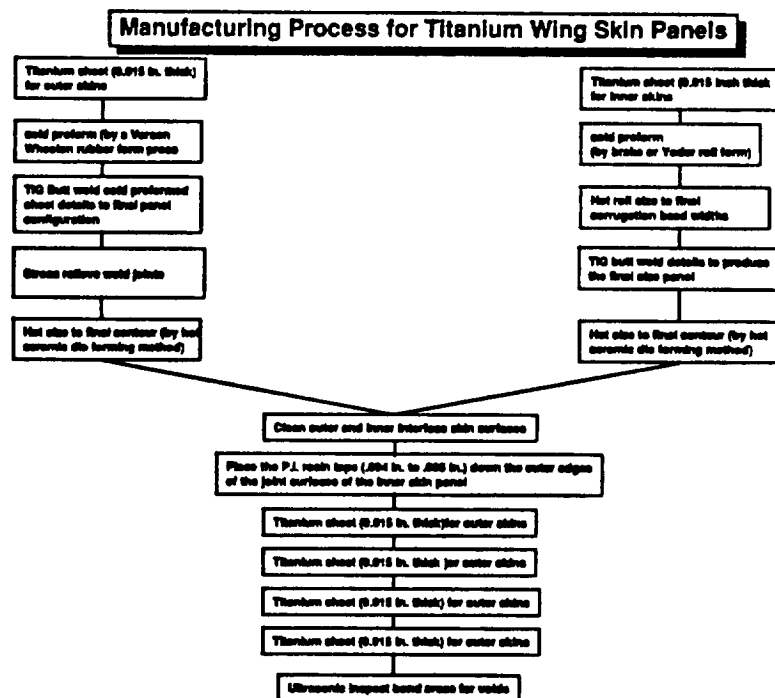 Manufacturing Process for Titanium Wing Skin Panels
Titanium sheet (0.015 in. thick)
for outer skins
cold preform (by a Verson
Wheelon rubber form press
TIG Butt weld cold preformed
sheet details to final panel
configuration
Stress relieve weld joints
Hot size to final contour (by hot
ceramic die forming method)
Titanium sheet (0.015 inch thick
for inner skins
cold preform
(by brake or Yoder roll form)
Hot roll size to final
corrugation bead widths
TIG butt weld details to produce
the final size panel
Hot size to final contour (by hot
ceramic die forming method)
Clean outer and inner interface skin surfaces
Place the P.I. resin tape (.004 in. to .005 in.) down the outer edges
of the joint surfaces of the inner skin panel
Titanium sheet (0.015 in. thick)for outer skins
Titanium sheet (0.015 in. thick )or outer skins
Titanium sheet (0.015 in. thick) for outer skins
Titanium sheet (0.015 in. thick) for outer skins
Ultrasonic inspect bond areas for voids